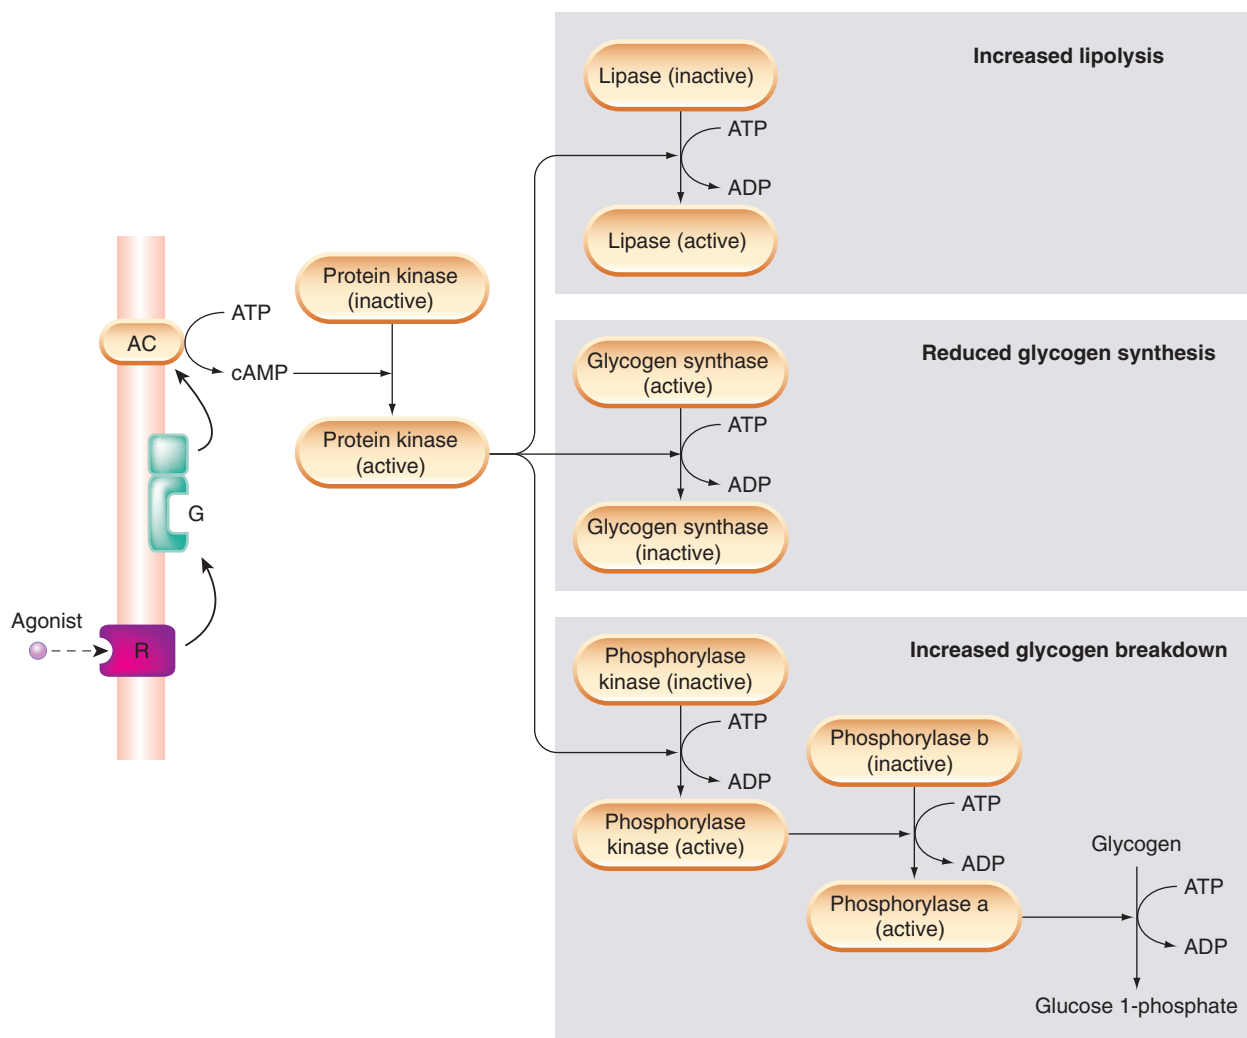 Increased lipolysis
Lipase (inactive)
ATP
ADP
Lipase (active)
Protein kinase
(inactive)
ATP
AC
cAMP
Protein kinase
(active)
G
Agonist
R
Reduced glycogen synthesis
Glycogen synthase
(active)
ATP
ADP
Glycogen synthase
(inactive)
Increased glycogen breakdown
Phosphorylase
kinase (inactive)
ATP
ADP
Phosphorylase
kinase (active)
Phosphorylase b
(inactive)
ATP
ADP
Phosphorylase a
(active)
Glycogen
ATP
ADP
Glucose 1-phosphate